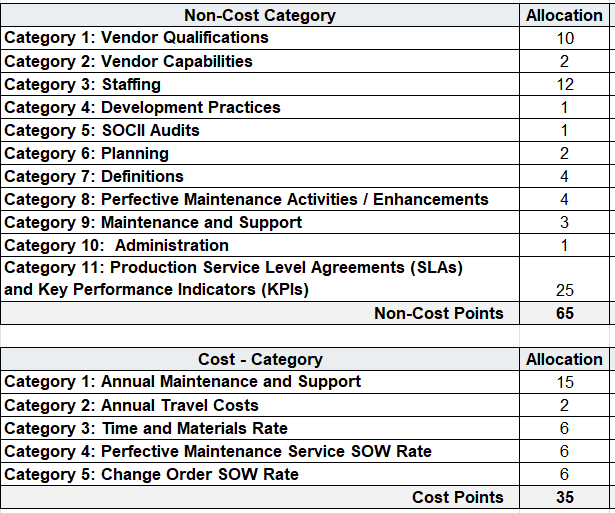 Non-Cost Category Allocation
Category 1: Vendor Qualifications 10
Category 2: Vendor Capabilities 2
Category 3: Staffing 12
Category 4: Development Practices 1
Category 5: SOCII Audits 1
Category 6: Planning 2
Category 7: Definitions 4
Category 8: Perfective Maintenance Activities / Enhancements 4
Category 9: Maintenance and Support 3
Category 10:  Administration 1
Category 11: Production Service Level Agreements (SLAs)
and Key Performance Indicators (KPIs) 25
Non-Cost Points 65
Cost - Category Allocation
Category 1: Annual Maintenance and Support 15
Category 2: Annual Travel Costs 2
Category 3: Time and Materials Rate 6
Category 4: Perfective Maintenance Service SOW Rate 6
Category 5: Change Order SOW Rate 6
Cost Points 35